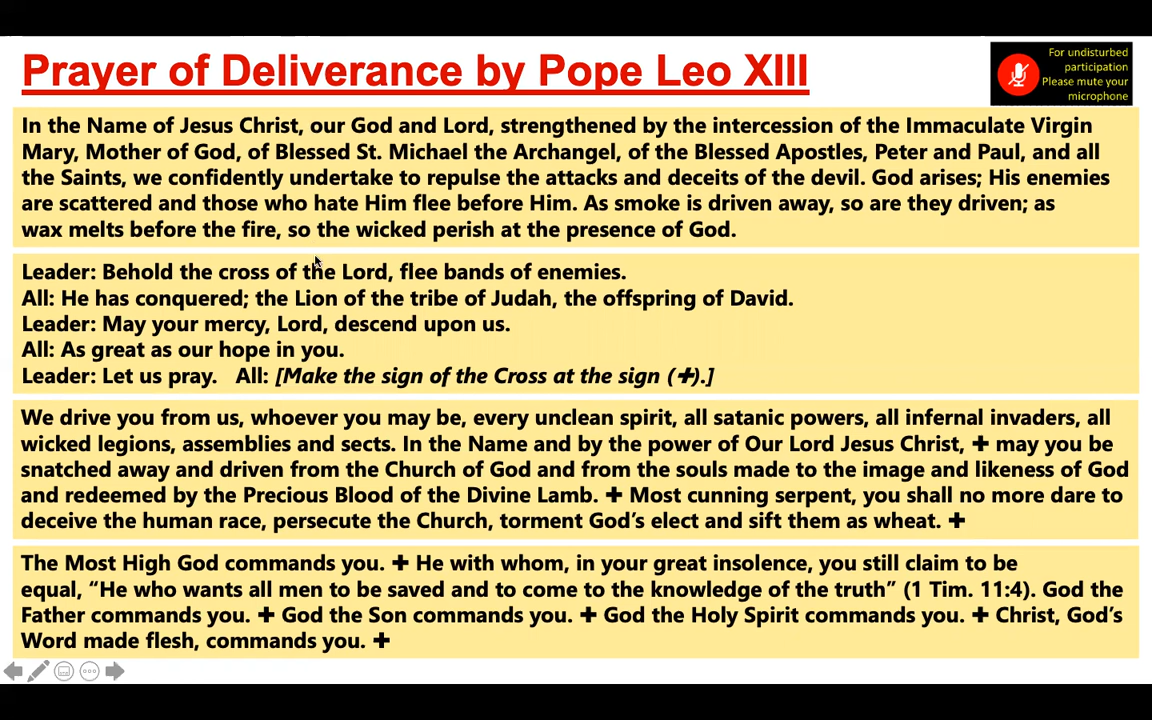 Prayer of Deliverance by Pope Leo XIII
For undisturbed
participation
Please mute your
microphone
In the Name of Jesus Christ, our God and Lord, strengthened by the intercession of the Immaculate Virgin
Mary, Mother of God, of Blessed St. Michael the Archangel, of the Blessed Apostles, Peter and Paul, and all
the Saints, we confidently undertake to repulse the attacks and deceits of the devil. God arises; His enemies
are scattered and those who hate Him flee before Him. As smoke is driven away, so are they driven; as
wax melts before the fire, so the wicked perish at the presence of God.
Leader: Behold the cross of the Lord, flee bands of enemies.
All: He has conquered; the Lion of the tribe of Judah, the offspring of David.
Leader: May your mercy, Lord, descend upon us.
All: As great as our hope in you.
Leader: Let us pray. All: [Make the sign of the Cross at the sign (✚).]
We drive you from us, whoever you may be, every unclean spirit, all satanic powers, all infernal invaders, all
wicked legions, assemblies and sects. In the Name and by the power of Our Lord Jesus Christ, ✚ may you be
snatched away and driven from the Church of God and from the souls made to the image and likeness of God
and redeemed by the Precious Blood of the Divine Lamb. ✚ Most cunning serpent, you shall no more dare to
deceive the human race, persecute the Church, torment God’s elect and sift them as wheat. ✚
The Most High God commands you. ✚ He with whom, in your great insolence, you still claim to be
equal, “He who wants all men to be saved and to come to the knowledge of the truth” (1 Tim. 11:4). God the
Father commands you. ✚ God the Son commands you. ✚ God the Holy Spirit commands you. ✚ Christ, God’s
Word made flesh, commands you. ✚